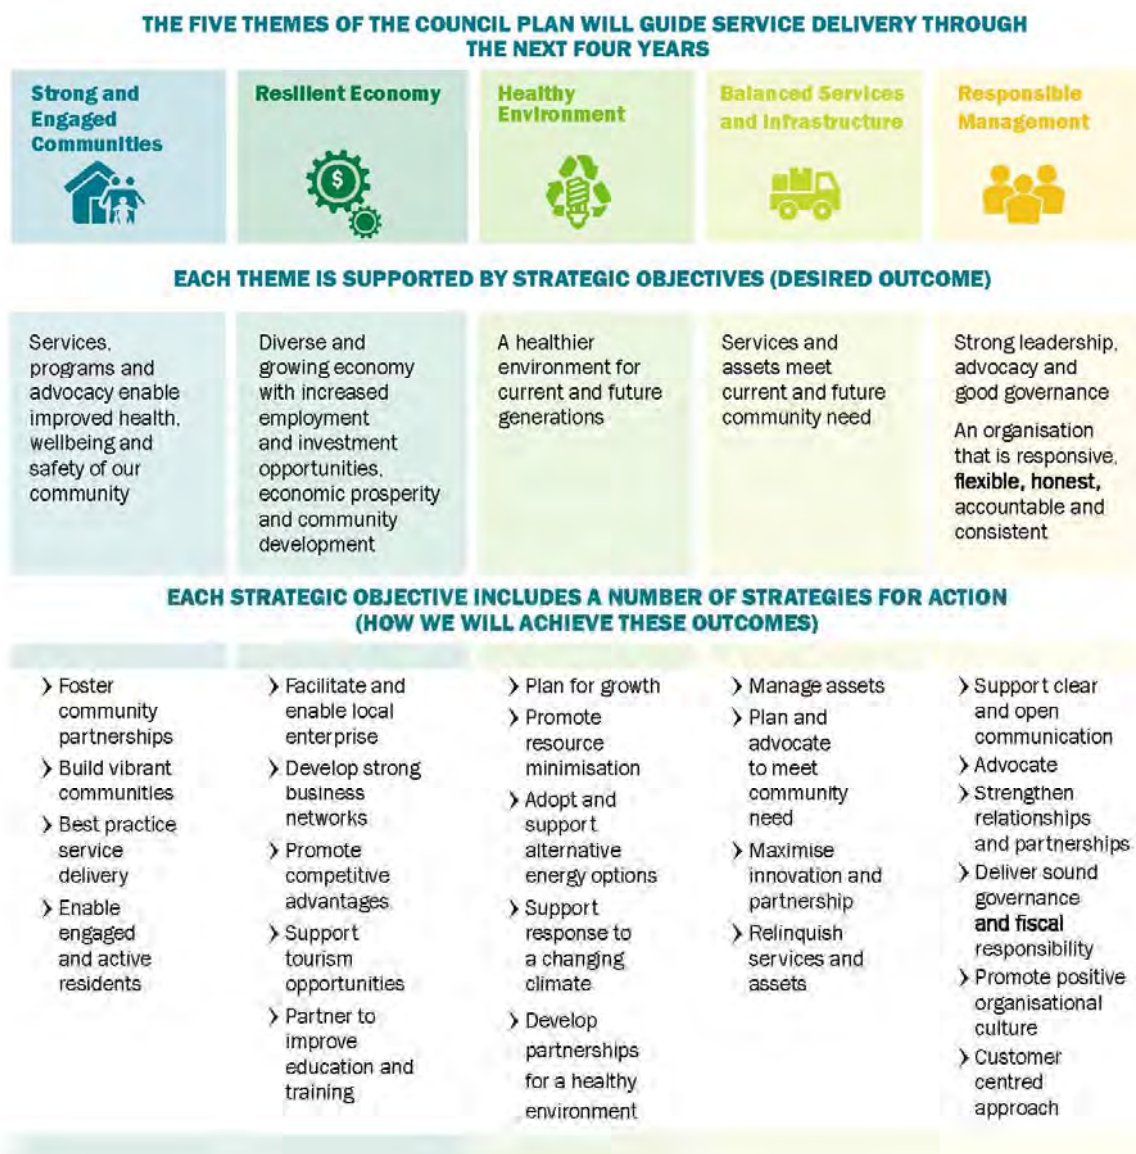 THE FIVE THEMES OF THE COUNCIL PLAN WILL GUIDE SERVICE DELIVERY THROUGH
THE NEXT FOUR YEARS
Strong and
Engaged
Communities
Resilient Economy
$
Healthy
Environment
Balanced Services
and Infrastructure
Responsible
Management
EACH THEME IS SUPPORTED BY STRATEGIC OBJECTIVES (DESIRED OUTCOME)
Services,
programs and
advocacy enable
improved health,
wellbeing and
safety of our
community
Diverse and
growing economy
with increased
employment
and investment
opportunities,
economic prosperity
and community
development
A healthier
environment for
current and future
generations
Services and
assets meet
current and future
community need
Strong leadership,
advocacy and
good governance
An organisation
that is responsive,
flexible, honest,
accountable and
consistent
EACH STRATEGIC OBJECTIVE INCLUDES A NUMBER OF STRATEGIES FOR ACTION
(HOW WE WILL ACHIEVE THESE OUTCOMES)
› Foster
community
partnerships
› Build vibrant
communities
› Best practice
service
delivery
› Enable
engaged
and active
residents
› Facilitate and
enable local
enterprise
› Develop strong
business
networks
› Promote
competitive
advantages
› Support
tourism
opportunities
› Partner to
improve
education and
training
› Plan for growth
› Promote
resource
minimisation
› Adopt and
support
alternative
energy options
› Support
response to
a changing
climate
› Develop
partnerships
for a healthy
environment
› Manage assets
› Plan and
advocate
to meet
community
need
› Maximise
innovation and
partnership
› Relinquish
services and
assets
› Support clear
and open
communication
› Advocate
› Strengthen
relationships
and partnerships
› Deliver sound
governance
and fiscal
responsibility
› Promote positive
organisational
culture
› Customer
centred
approach